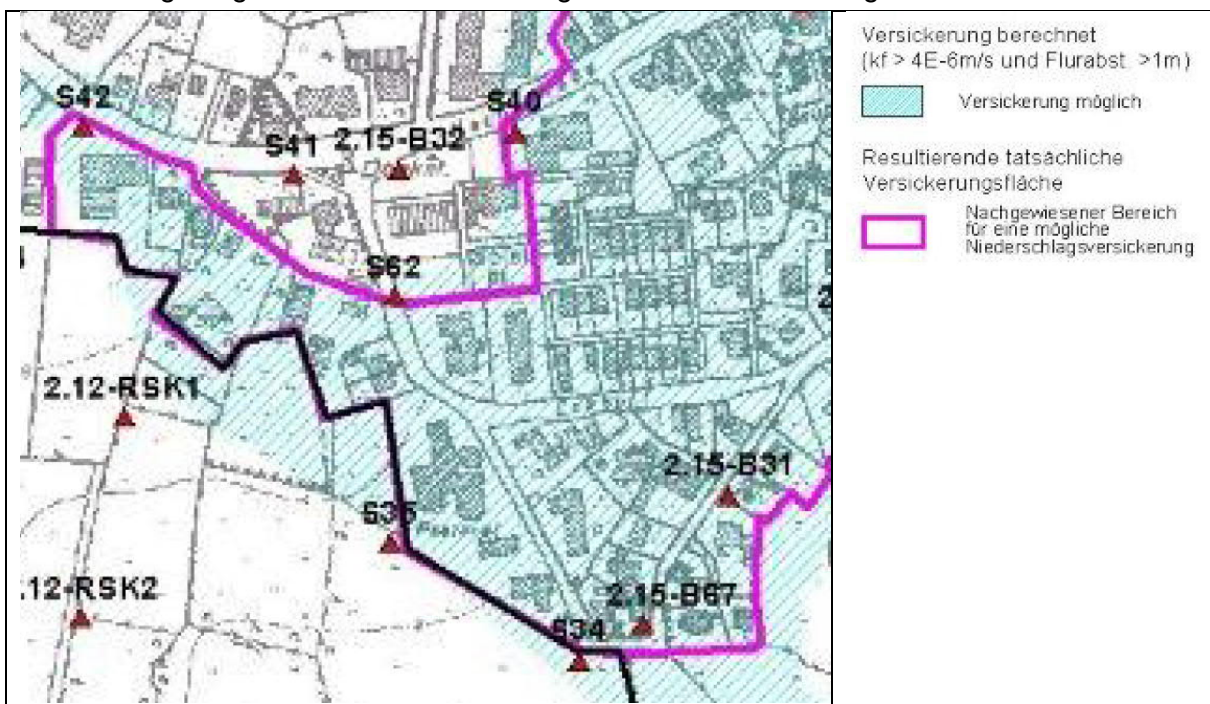 S42
S41
2.15-B32
S40
S62
2
2.12-RSK1
2.15-B31
S35
.12-RSK2
2.15-B67
S34
Versickerung berechnet
(kf > 4E-6m/s und Flurabst >1m)
Versickerung möglich
Resultierende tatsächliche
Versickerungsfläche
Nachgewiesener Bereich
für eine mögliche
Niederschlagsversickerung